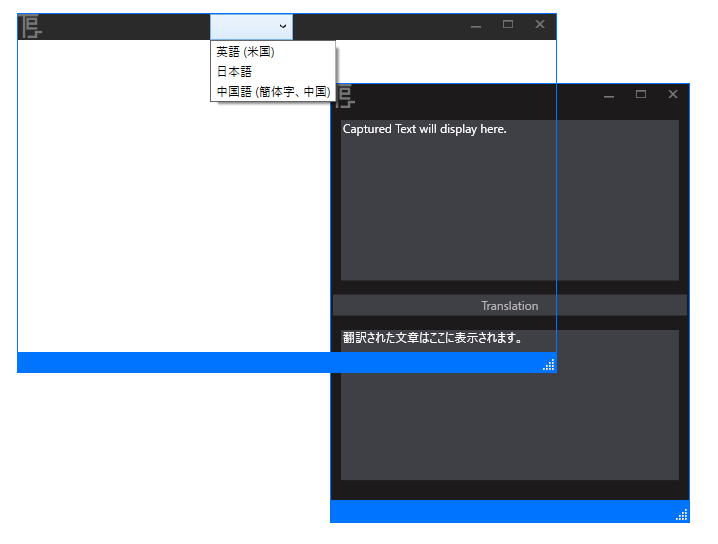 英語 (米国)
日本語
中国語 (簡体字、中国)
Captured Text will display here.
Translation
翻訳された文章はここに表示されます。